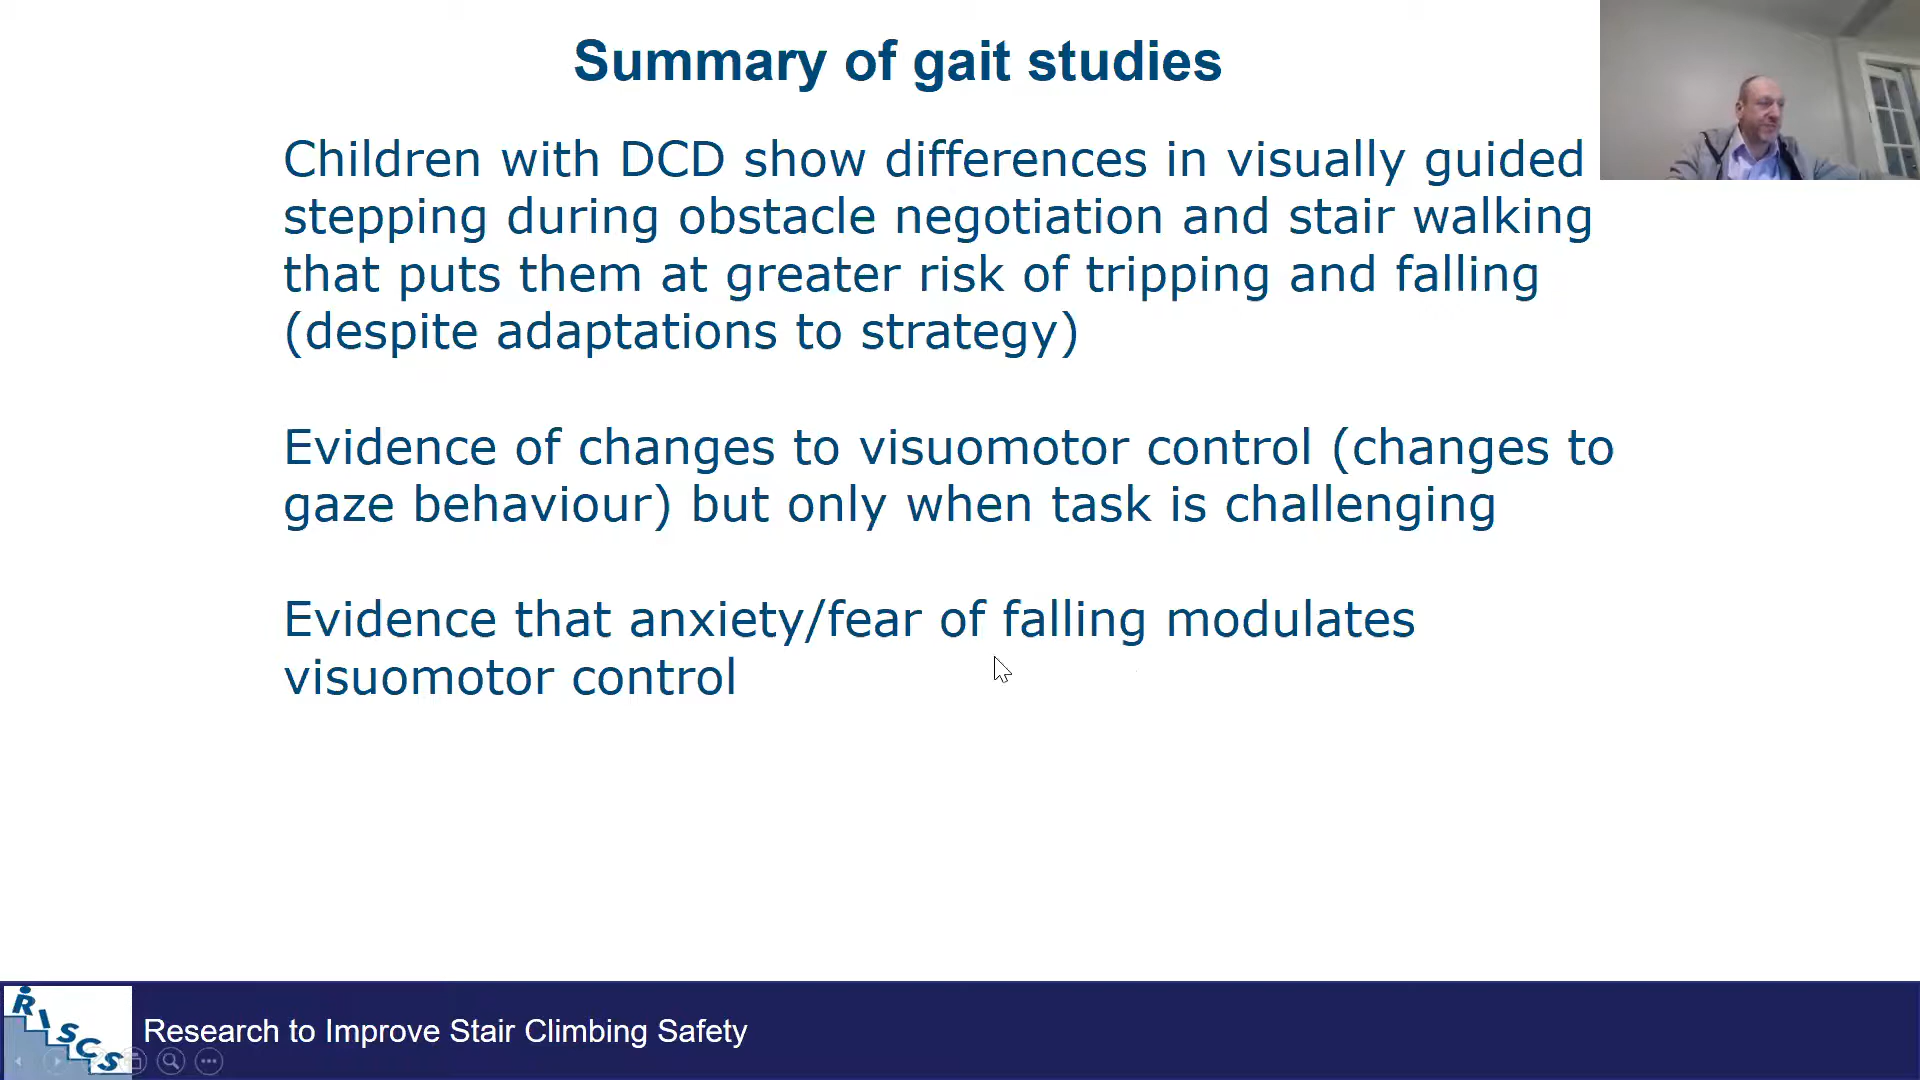 Summary of gait studies
Children with DCD show differences in visually guided
stepping during obstacle negotiation and stair walking
that puts them at greater risk of tripping and falling
(despite adaptations to strategy)
Evidence of changes to visuomotor control (changes to
gaze behaviour) but only when task is challenging
Evidence that anxiety/fear of falling modulates
visuomotor control
RISCS
Research to Improve Stair Climbing Safety